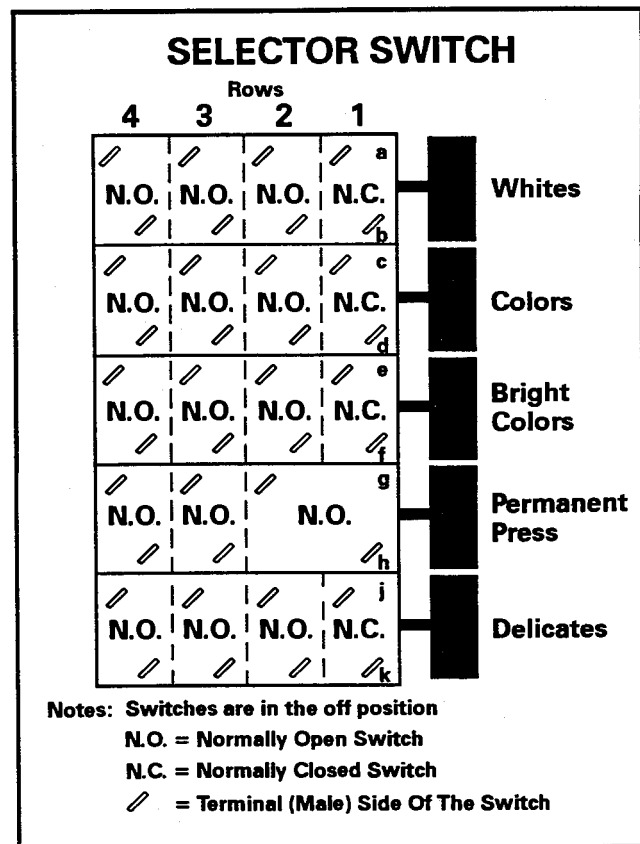 SELECTOR SWITCH
Rows
4 3 2 1
a
N.O. N.O. N.O. N.C. Whites
b
c
N.O. N.O. N.O. N.C. Colors
d
e
N.O. N.O. N.O. N.C. Bright
Colors
f
g
N.O. N.O. N.O. Permanent
Press
h
j
N.O. N.O. N.O. N.C. Delicates
k
Notes: Switches are in the off position
N.O. = Normally Open Switch
N.C. = Normally Closed Switch
= Terminal (Male) Side Of The Switch